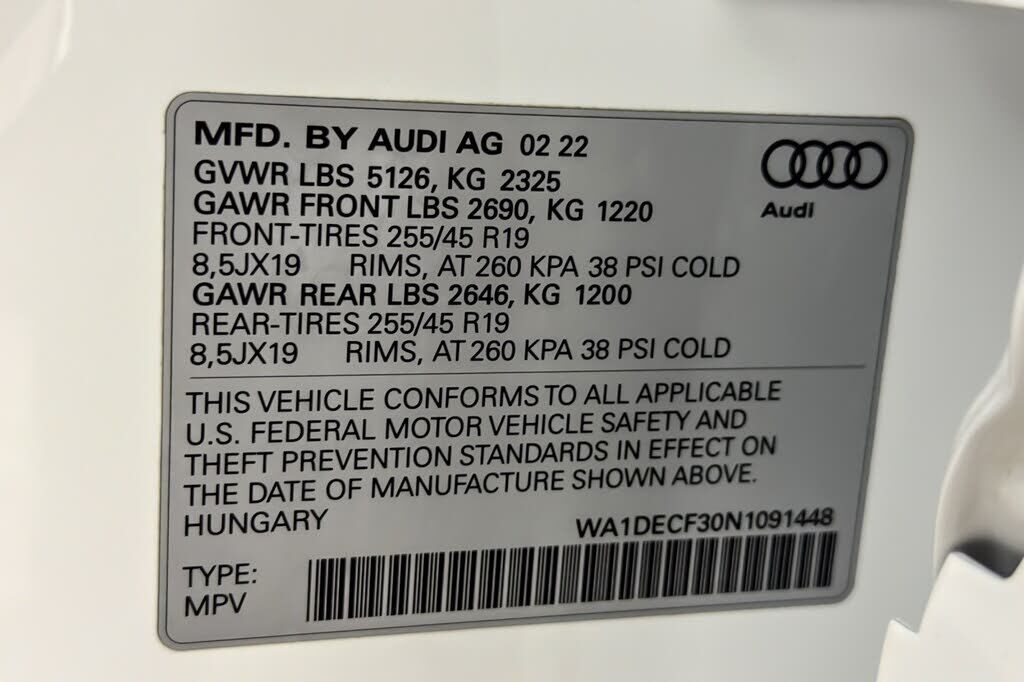 MFD. BY AUDI AG 02 22
GVWR LBS 5126, KG 2325
GAWR FRONT LBS 2690, KG 1220
FRONT-TIRES 255/45 R19
8,5JX19 RIMS, AT 260 KPA 38 PSI COLD
GAWR REAR LBS 2646, KG 1200
REAR-TIRES 255/45 R19
8,5JX19 RIMS, AT 260 KPA 38 PSI COLD
Audi
THIS VEHICLE CONFORMS TO ALL APPLICABLE
U.S. FEDERAL MOTOR VEHICLE SAFETY AND
THEFT PREVENTION STANDARDS IN EFFECT ON
THE DATE OF MANUFACTURE SHOWN ABOVE.
HUNGARY WA1DECF30N1091448
TYPE:
MPV